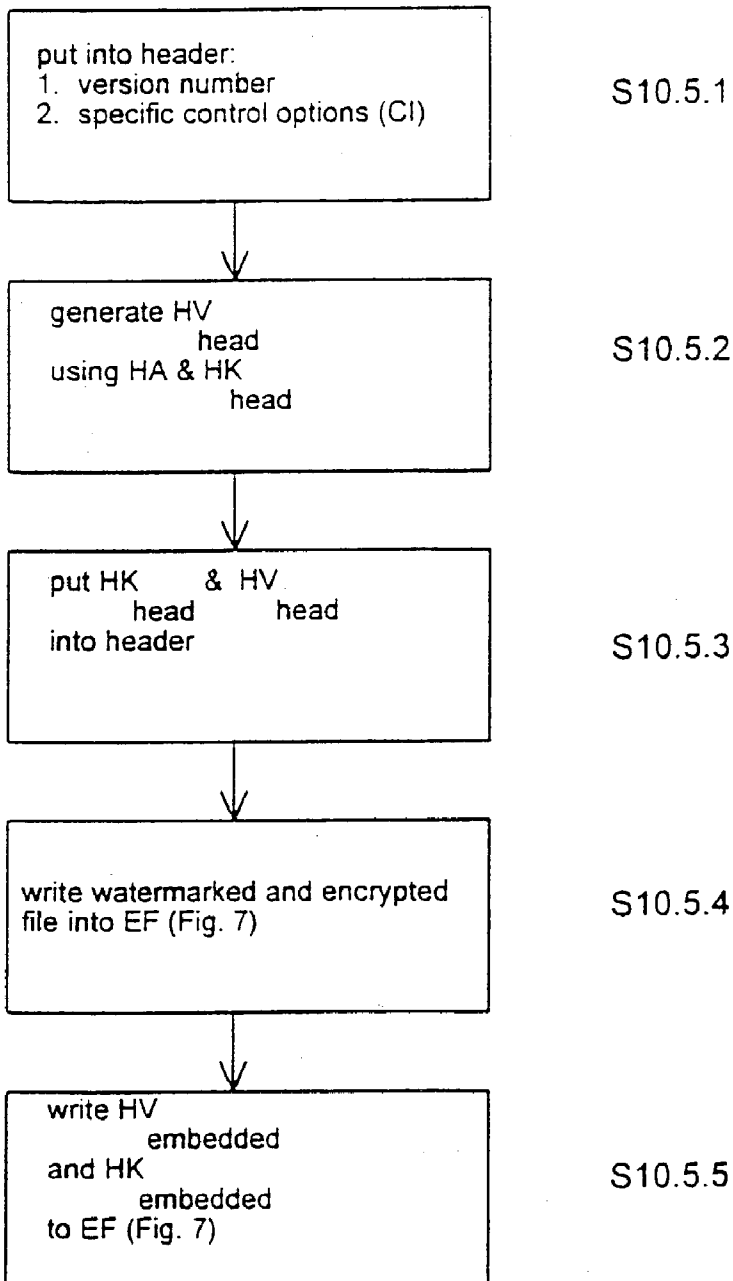 put into header:
1. version number
2. specific control options (CI)
S10.5.1
generate HV
head
using HA & HK
head
S10.5.2
put HK & HV
head head
into header
S10.5.3
write watermarked and encrypted
file into EF (Fig. 7)
S10.5.4
write HV
embedded
and HK
embedded
to EF (Fig. 7)
S10.5.5